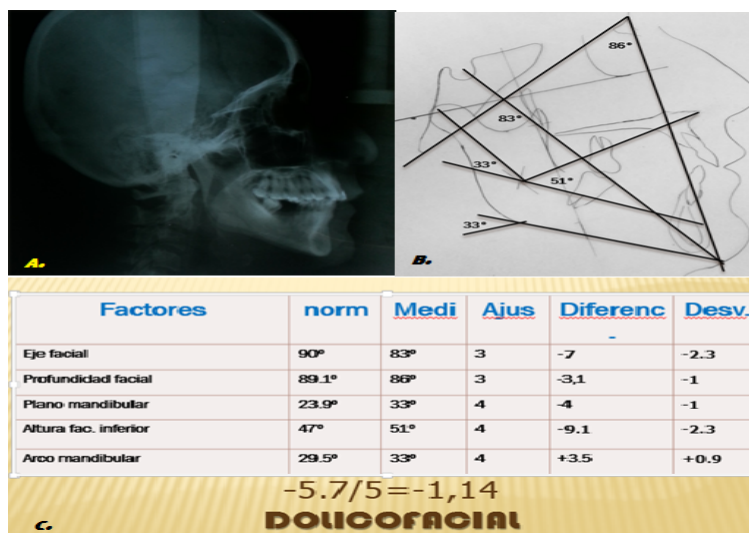 86°
83°
33°
51°
33°
A.
B.
Factores norm Medi Ajus Diferenc Desv.
-
Eje facial 90º 83º 3 -7 -2.3
Profundidad facial 89.1º 86º 3 -3,1 -1
Plano mandibular 23.9º 33º 4 -4 -1
Altura fac. inferior 47º 51º 4 -9.1 -2.3
Arco mandibular 29.5º 33º 4 +3.5 +0.9
-5.7/5=-1,14
C. DOLICOFACIAL